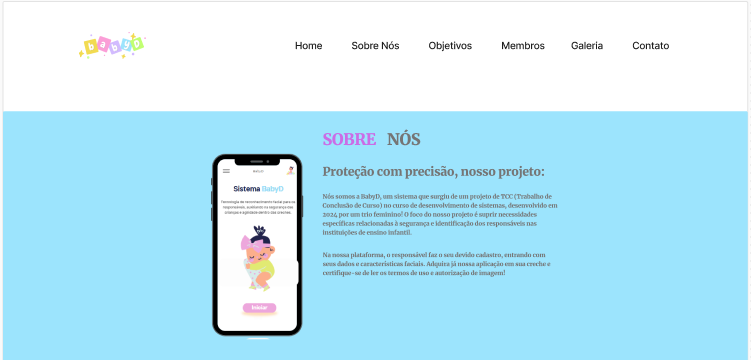 babyD
Home Sobre Nós Objetivos Membros Galeria Contato
SOBRE NÓS
Proteção com precisão, nosso projeto:
Nós somos a BabyD, um sistema que surgiu de um projeto de TCC (Trabalho de
Conclusão de Curso) no curso de desenvolvimento de sistemas, desenvolvido em
2024, por um trio feminino! O foco do nosso projeto é suprir necessidades
específicas relacionadas à segurança e identificação dos responsáveis nas
instituições de ensino infantil.
Na nossa plataforma, o responsável faz o seu devido cadastro, entrando com
seus dados e características faciais. Adquira já nossa aplicação em sua creche e
certifique-se de ler os termos de uso e autorização de imagem!
BabyD
Sistema BabyD
Tecnologia de reconhecimento facial para os
responsáveis, auxiliando na segurança das
crianças e agilidade dentro das creches.
Iniciar